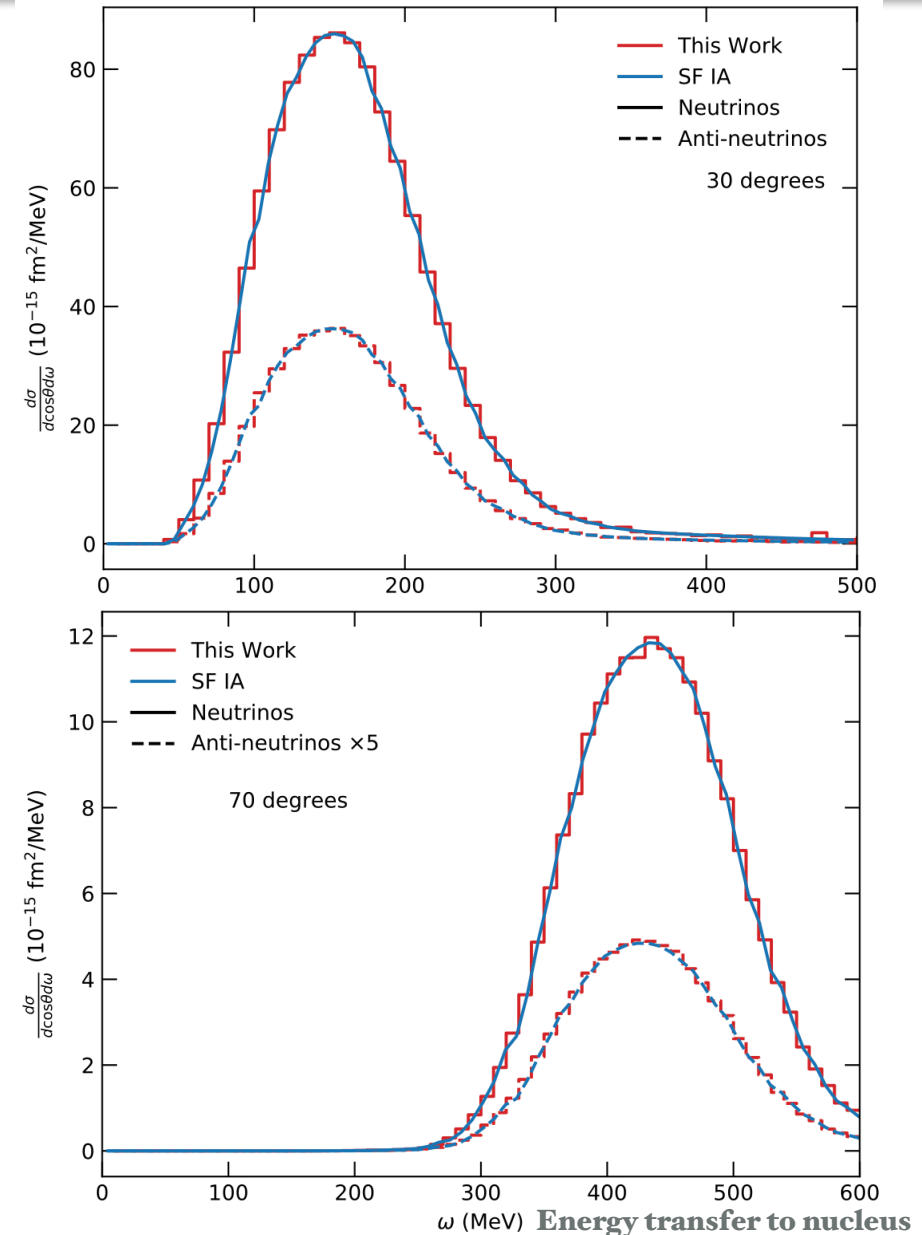 80
60
40
20
0
dσ/dcosθdω (10⁻¹⁵ fm²/MeV)
This Work
SF IA
Neutrinos
Anti-neutrinos
30 degrees
0 100 200 300 400 500
12
10
8
6
4
2
0
dσ/dcosθdω (10⁻¹⁵ fm²/MeV)
This Work
SF IA
Neutrinos
Anti-neutrinos ×5
70 degrees
0 100 200 300 400 500 600
ω (MeV) Energy transfer to nucleus